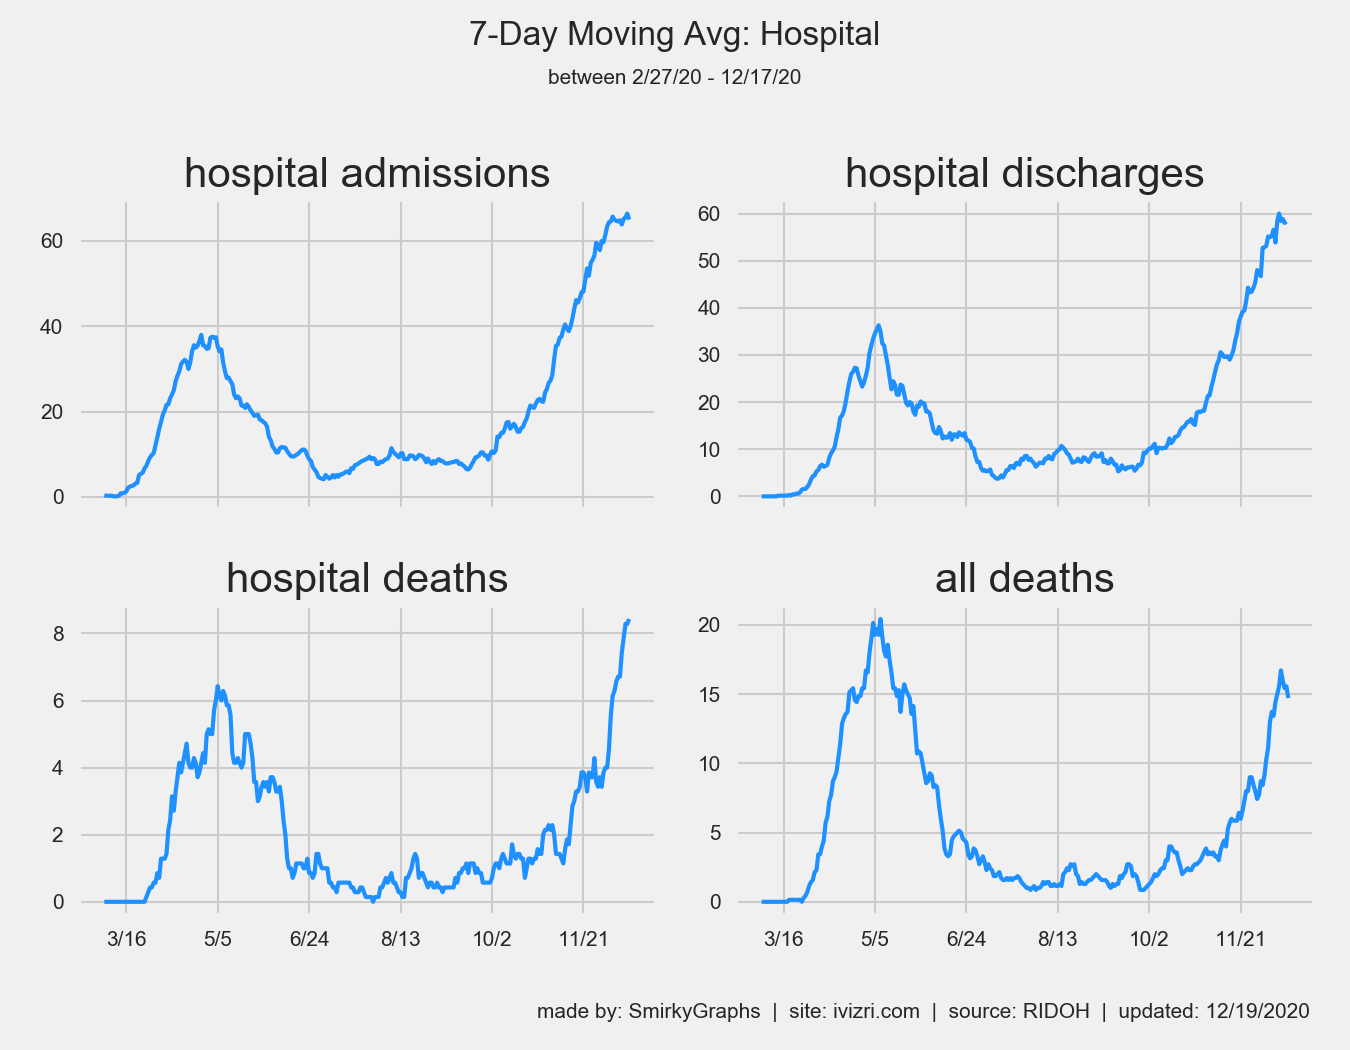 7-Day Moving Avg: Hospital
between 2/27/20 - 12/17/20
hospital admissions
hospital discharges
60
40
20
0
60
50
40
30
20
10
0
hospital deaths
all deaths
8
6
4
2
0
20
15
10
5
0
3/16 5/5 6/24 8/13 10/2 11/21
3/16 5/5 6/24 8/13 10/2 11/21
made by: SmirkyGraphs | site: ivizri.com | source: RIDOH | updated: 12/19/2020